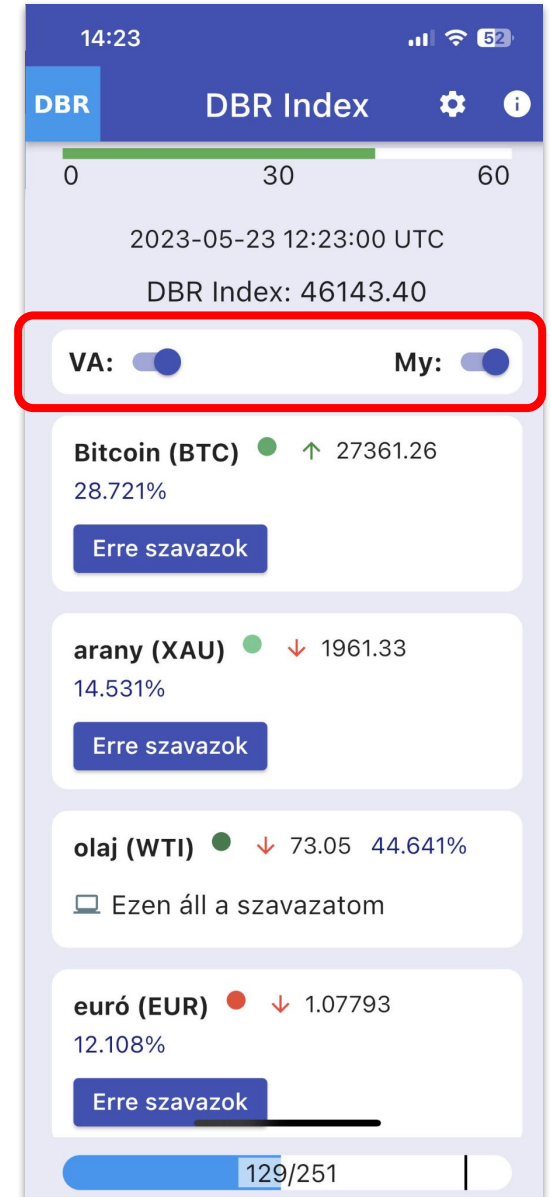 14:23 52
DBR DBR Index
0 30 60
2023-05-23 12:23:00 UTC
DBR Index: 46143.40
VA: My:
Bitcoin (BTC) ↑ 27361.26
28.721%
Erre szavazok
arany (XAU) ↓ 1961.33
14.531%
Erre szavazok
olaj (WTI) ↓ 73.05 44.641%
Ezen áll a szavazatom
euró (EUR) ↓ 1.07793
12.108%
Erre szavazok
129/251